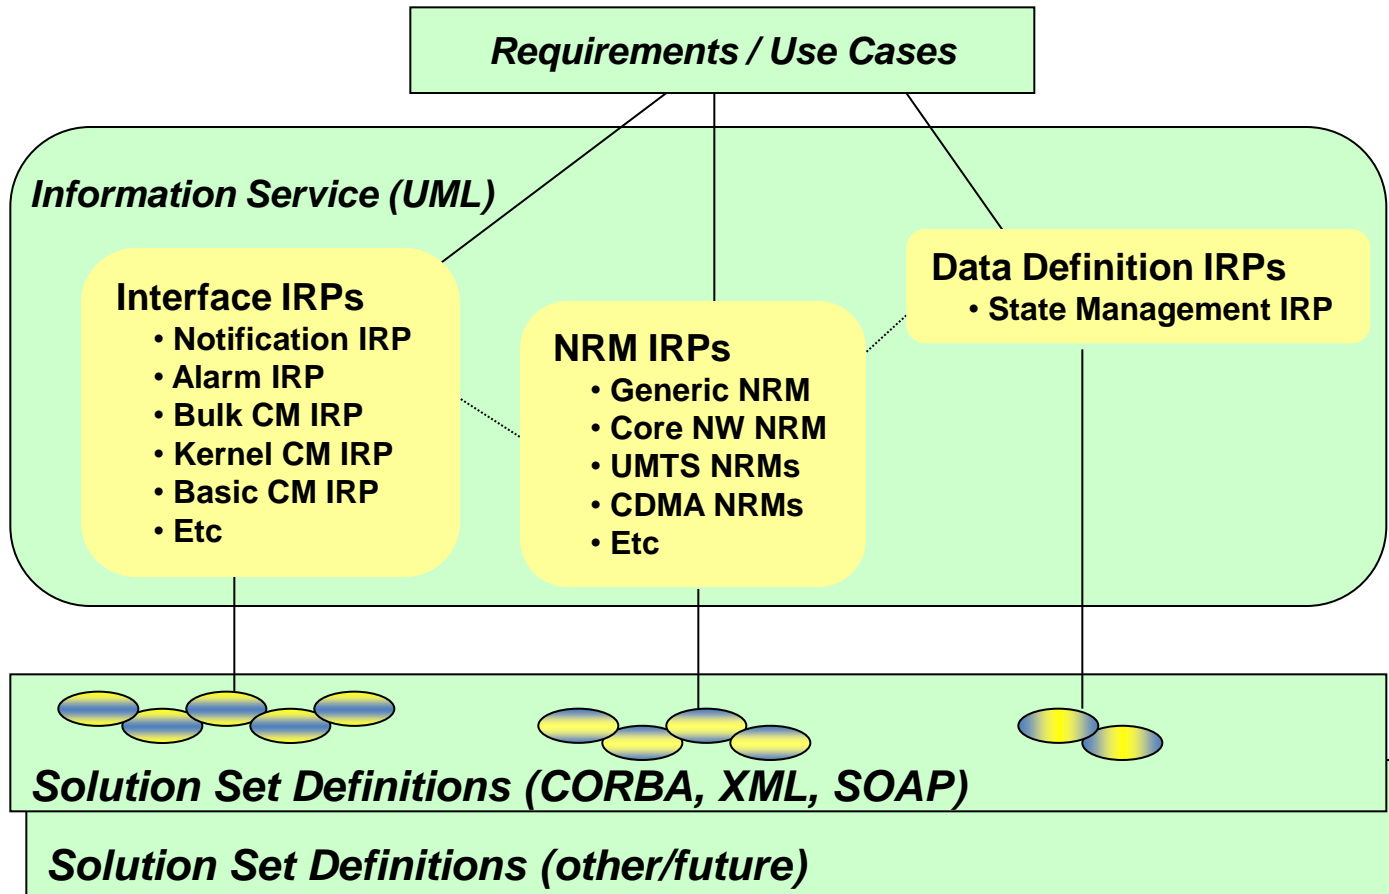 Requirements / Use Cases
Information Service (UML)
Interface IRPs
• Notification IRP
• Alarm IRP
• Bulk CM IRP
• Kernel CM IRP
• Basic CM IRP
• Etc
NRM IRPs
• Generic NRM
• Core NW NRM
• UMTS NRMs
• CDMA NRMs
• Etc
Data Definition IRPs
• State Management IRP
Solution Set Definitions (CORBA, XML, SOAP)
Solution Set Definitions (other/future)